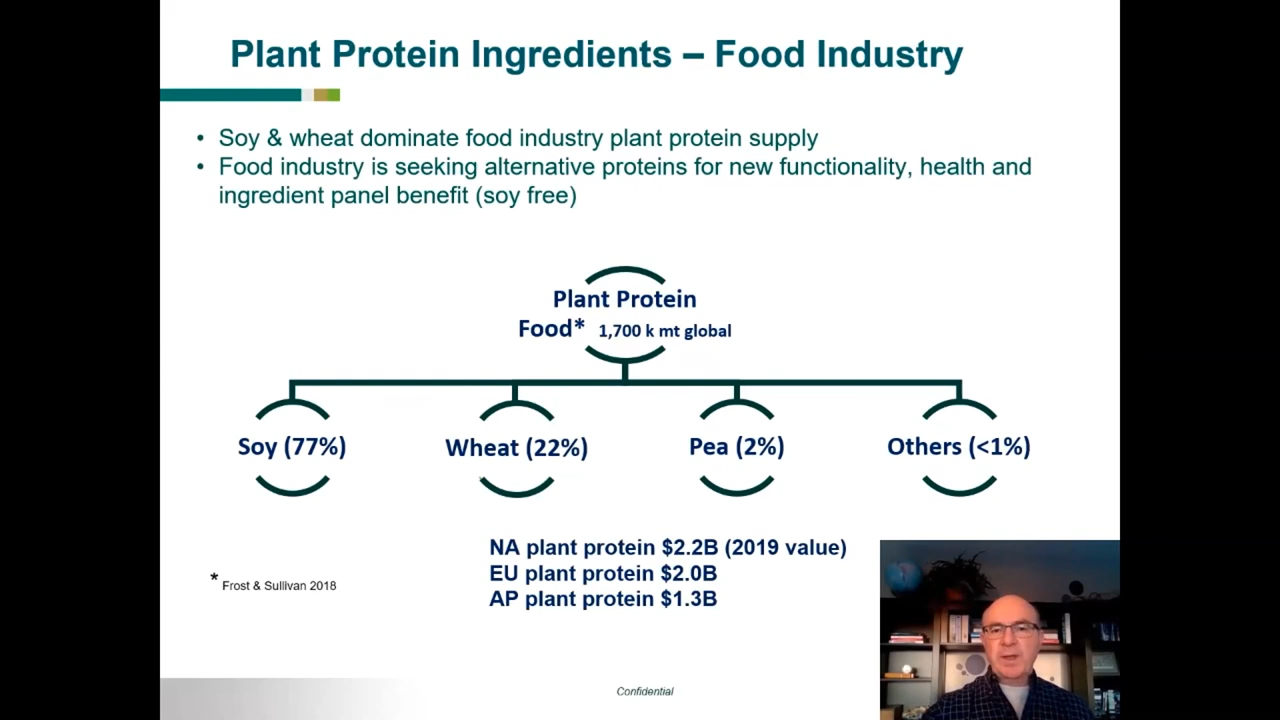 Plant Protein Ingredients – Food Industry
• Soy & wheat dominate food industry plant protein supply
• Food industry is seeking alternative proteins for new functionality, health and
ingredient panel benefit (soy free)
Plant Protein
Food* 1,700 k mt global
Soy (77%)
Wheat (22%)
Pea (2%)
Others (<1%)
NA plant protein $2.2B (2019 value)
EU plant protein $2.0B
AP plant protein $1.3B
* Frost & Sullivan 2018
Confidential